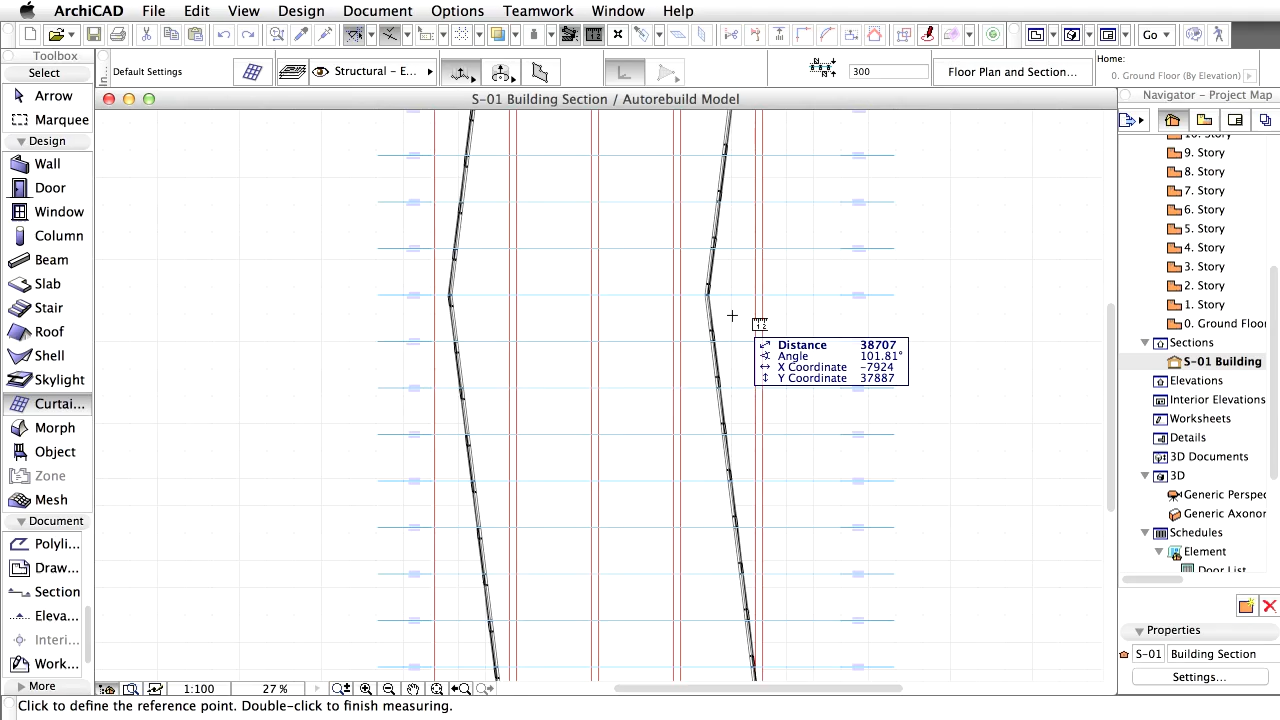 ArchiCAD File Edit View Design Document Options Teamwork Window Help
Go
Toolbox
Select
Default Settings
Structural - E...
300
Floor Plan and Section...
Home:
0. Ground Floor (By Elevation)
S-01 Building Section / Autorebuild Model
Navigator - Project Map
Arrow
Marquee
Design
Wall
Door
Window
Column
Beam
Slab
Stair
Roof
Shell
Skylight
Curtai...
Morph
Object
Zone
Mesh
Document
Polyli...
Draw...
Section
Eleva...
Interi...
Work...
More
Distance 38707
Angle 101.81°
X Coordinate -7924
Y Coordinate 37887
10. Story
9. Story
8. Story
7. Story
6. Story
5. Story
4. Story
3. Story
2. Story
1. Story
0. Ground Floor
Sections
S-01 Building
Elevations
Interior Elevations
Worksheets
Details
3D Documents
3D
Generic Perspec
Generic Axonor
Schedules
Element
Door List
Properties
S-01 Building Section
Settings...
1:100
27 %
Click to define the reference point. Double-click to finish measuring.